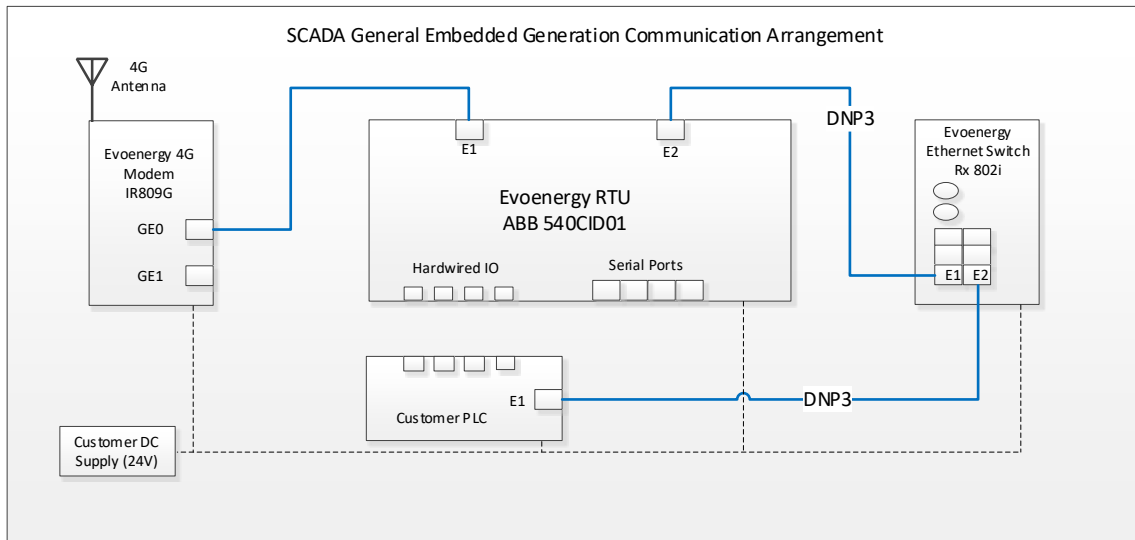 SCADA General Embedded Generation Communication Arrangement
4G
Antenna
Evoenergy 4G
Modem
IR809G
GE0
GE1
E1
E2
Evoenergy RTU
ABB 540CID01
Hardwired IO
Serial Ports
DNP3
Evoenergy
Ethernet Switch
Rx 802i
E1
E2
E1
Customer PLC
DNP3
Customer DC
Supply (24V)